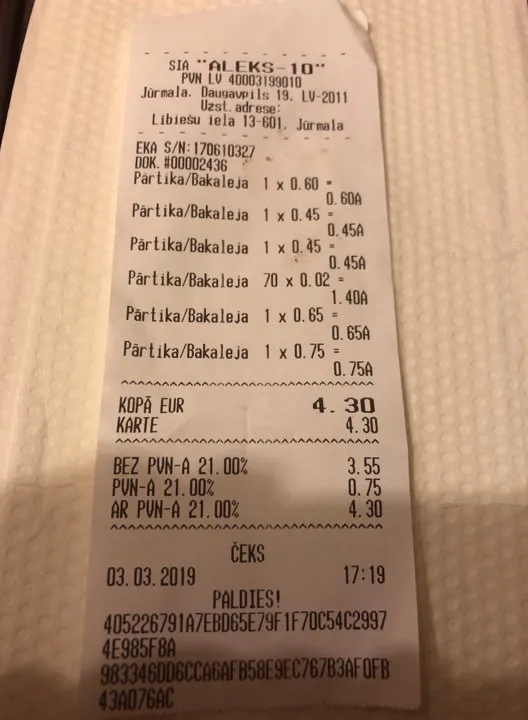 - - - - - - - - - -
SIA "ALEKS-10"
PVN LV 40003199010
Jūrmala, Daugavpils 19, LV-2011
Uzst.adrese:
Lībiešu iela 13-601, Jūrmala
- - - - - - - - - -
EKA S/N:170610327
DOK. #00002436
Pārtika/Bakaleja 1 x 0.60 =
0.60A
Pārtika/Bakaleja 1 x 0.45 =
0.45A
Pārtika/Bakaleja 1 x 0.45 =
0.45A
Pārtika/Bakaleja 70 x 0.02 =
1.40A
Pārtika/Bakaleja 1 x 0.65 =
0.65A
Pārtika/Bakaleja 1 x 0.75 =
0.75A
KOPĀ EUR 4.30
KARTE 4.30
BEZ PVN-A 21.00% 3.55
PVN-A 21.00% 0.75
AR PVN-A 21.00% 4.30
ČEKS
03.03.2019 17:19
PALDIES!
405226791A7EBD65E79F1F70C54C2997
4E985F8A
983346DD6CCA6AFB58E9EC767B3AF0FB
43A076AC